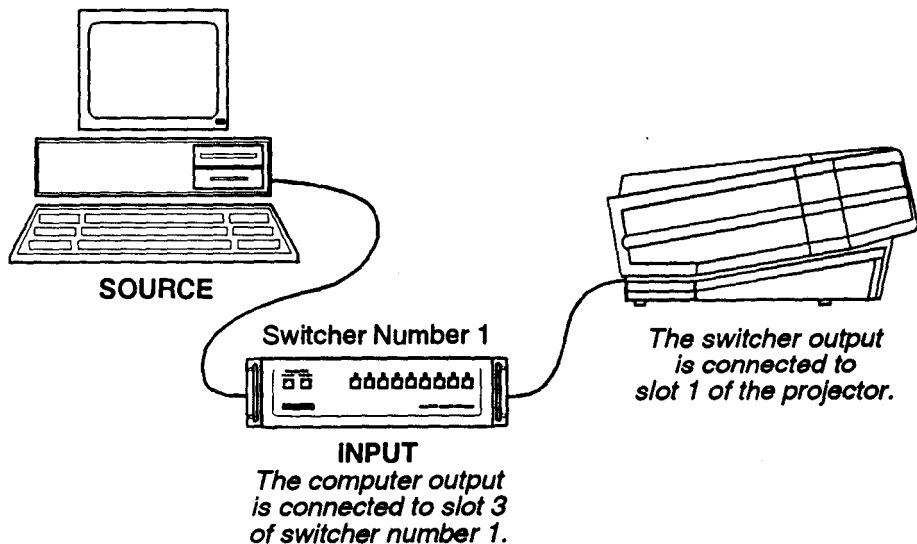 SOURCE
Switcher Number 1
The switcher output
is connected to
slot 1 of the projector.
INPUT
The computer output
is connected to slot 3
of switcher number 1.